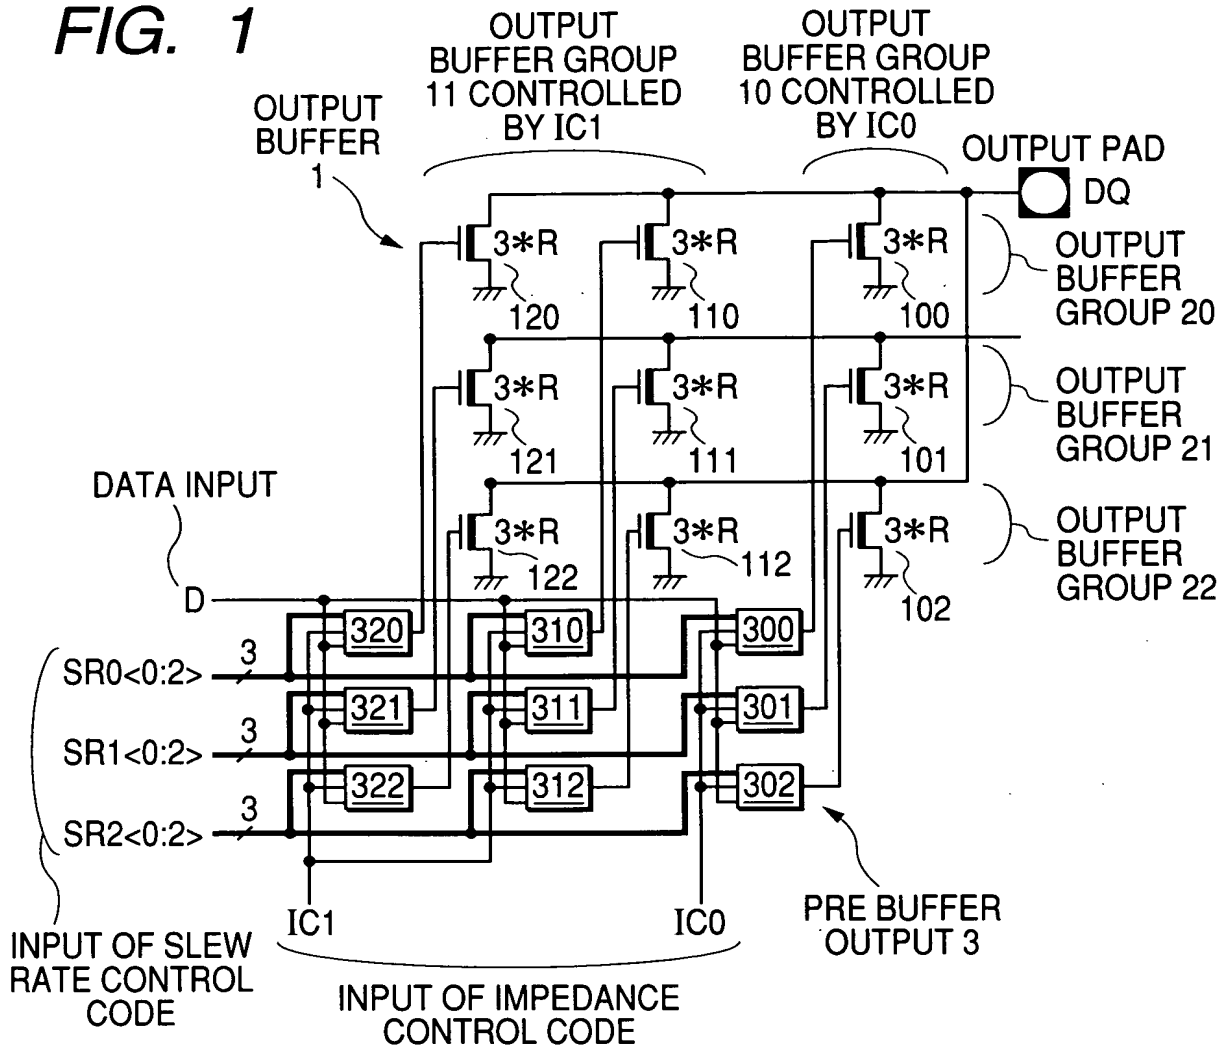 FIG. 1
OUTPUT
BUFFER GROUP
11 CONTROLLED
BY IC1
OUTPUT
BUFFER GROUP
10 CONTROLLED
BY IC0
OUTPUT
BUFFER
1
OUTPUT PAD
DQ
3*R
3*R
3*R
120
110
100
OUTPUT
BUFFER
GROUP 20
3*R
3*R
3*R
121
111
101
OUTPUT
BUFFER
GROUP 21
DATA INPUT
3*R
3*R
3*R
122
112
102
OUTPUT
BUFFER
GROUP 22
D
320
310
300
SR0<0:2>
3
321
311
301
SR1<0:2>
3
322
312
302
SR2<0:2>
3
IC1
IC0
PRE BUFFER
OUTPUT 3
INPUT OF SLEW
RATE CONTROL
CODE
INPUT OF IMPEDANCE
CONTROL CODE